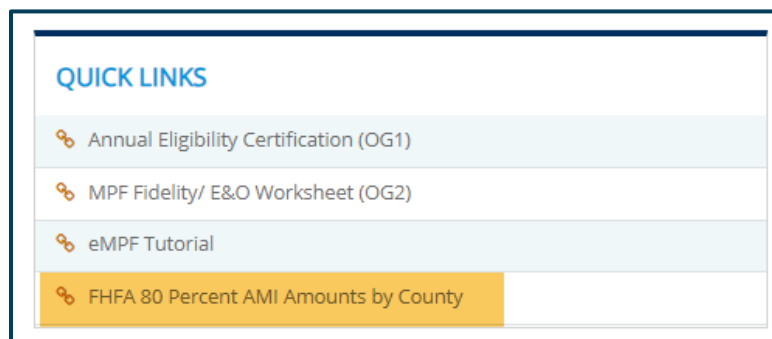 QUICK LINKS
Annual Eligibility Certification (OG1)
MPF Fidelity/ E&O Worksheet (OG2)
eMPF Tutorial
FHFA 80 Percent AMI Amounts by County